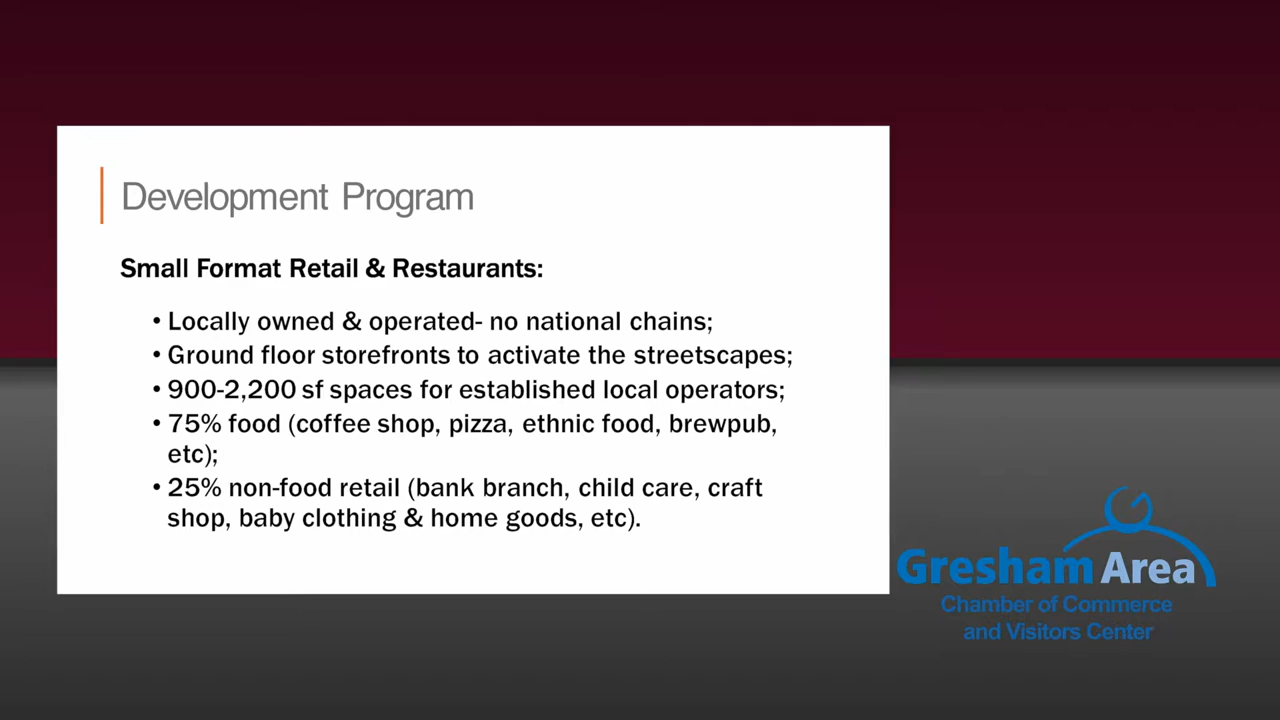 Development Program
Small Format Retail & Restaurants:
• Locally owned & operated- no national chains;
• Ground floor storefronts to activate the streetscapes;
• 900-2,200 sf spaces for established local operators;
• 75% food (coffee shop, pizza, ethnic food, brewpub,
etc);
• 25% non-food retail (bank branch, child care, craft
shop, baby clothing & home goods, etc).
Gresham Area
Chamber of Commerce
and Visitors Center